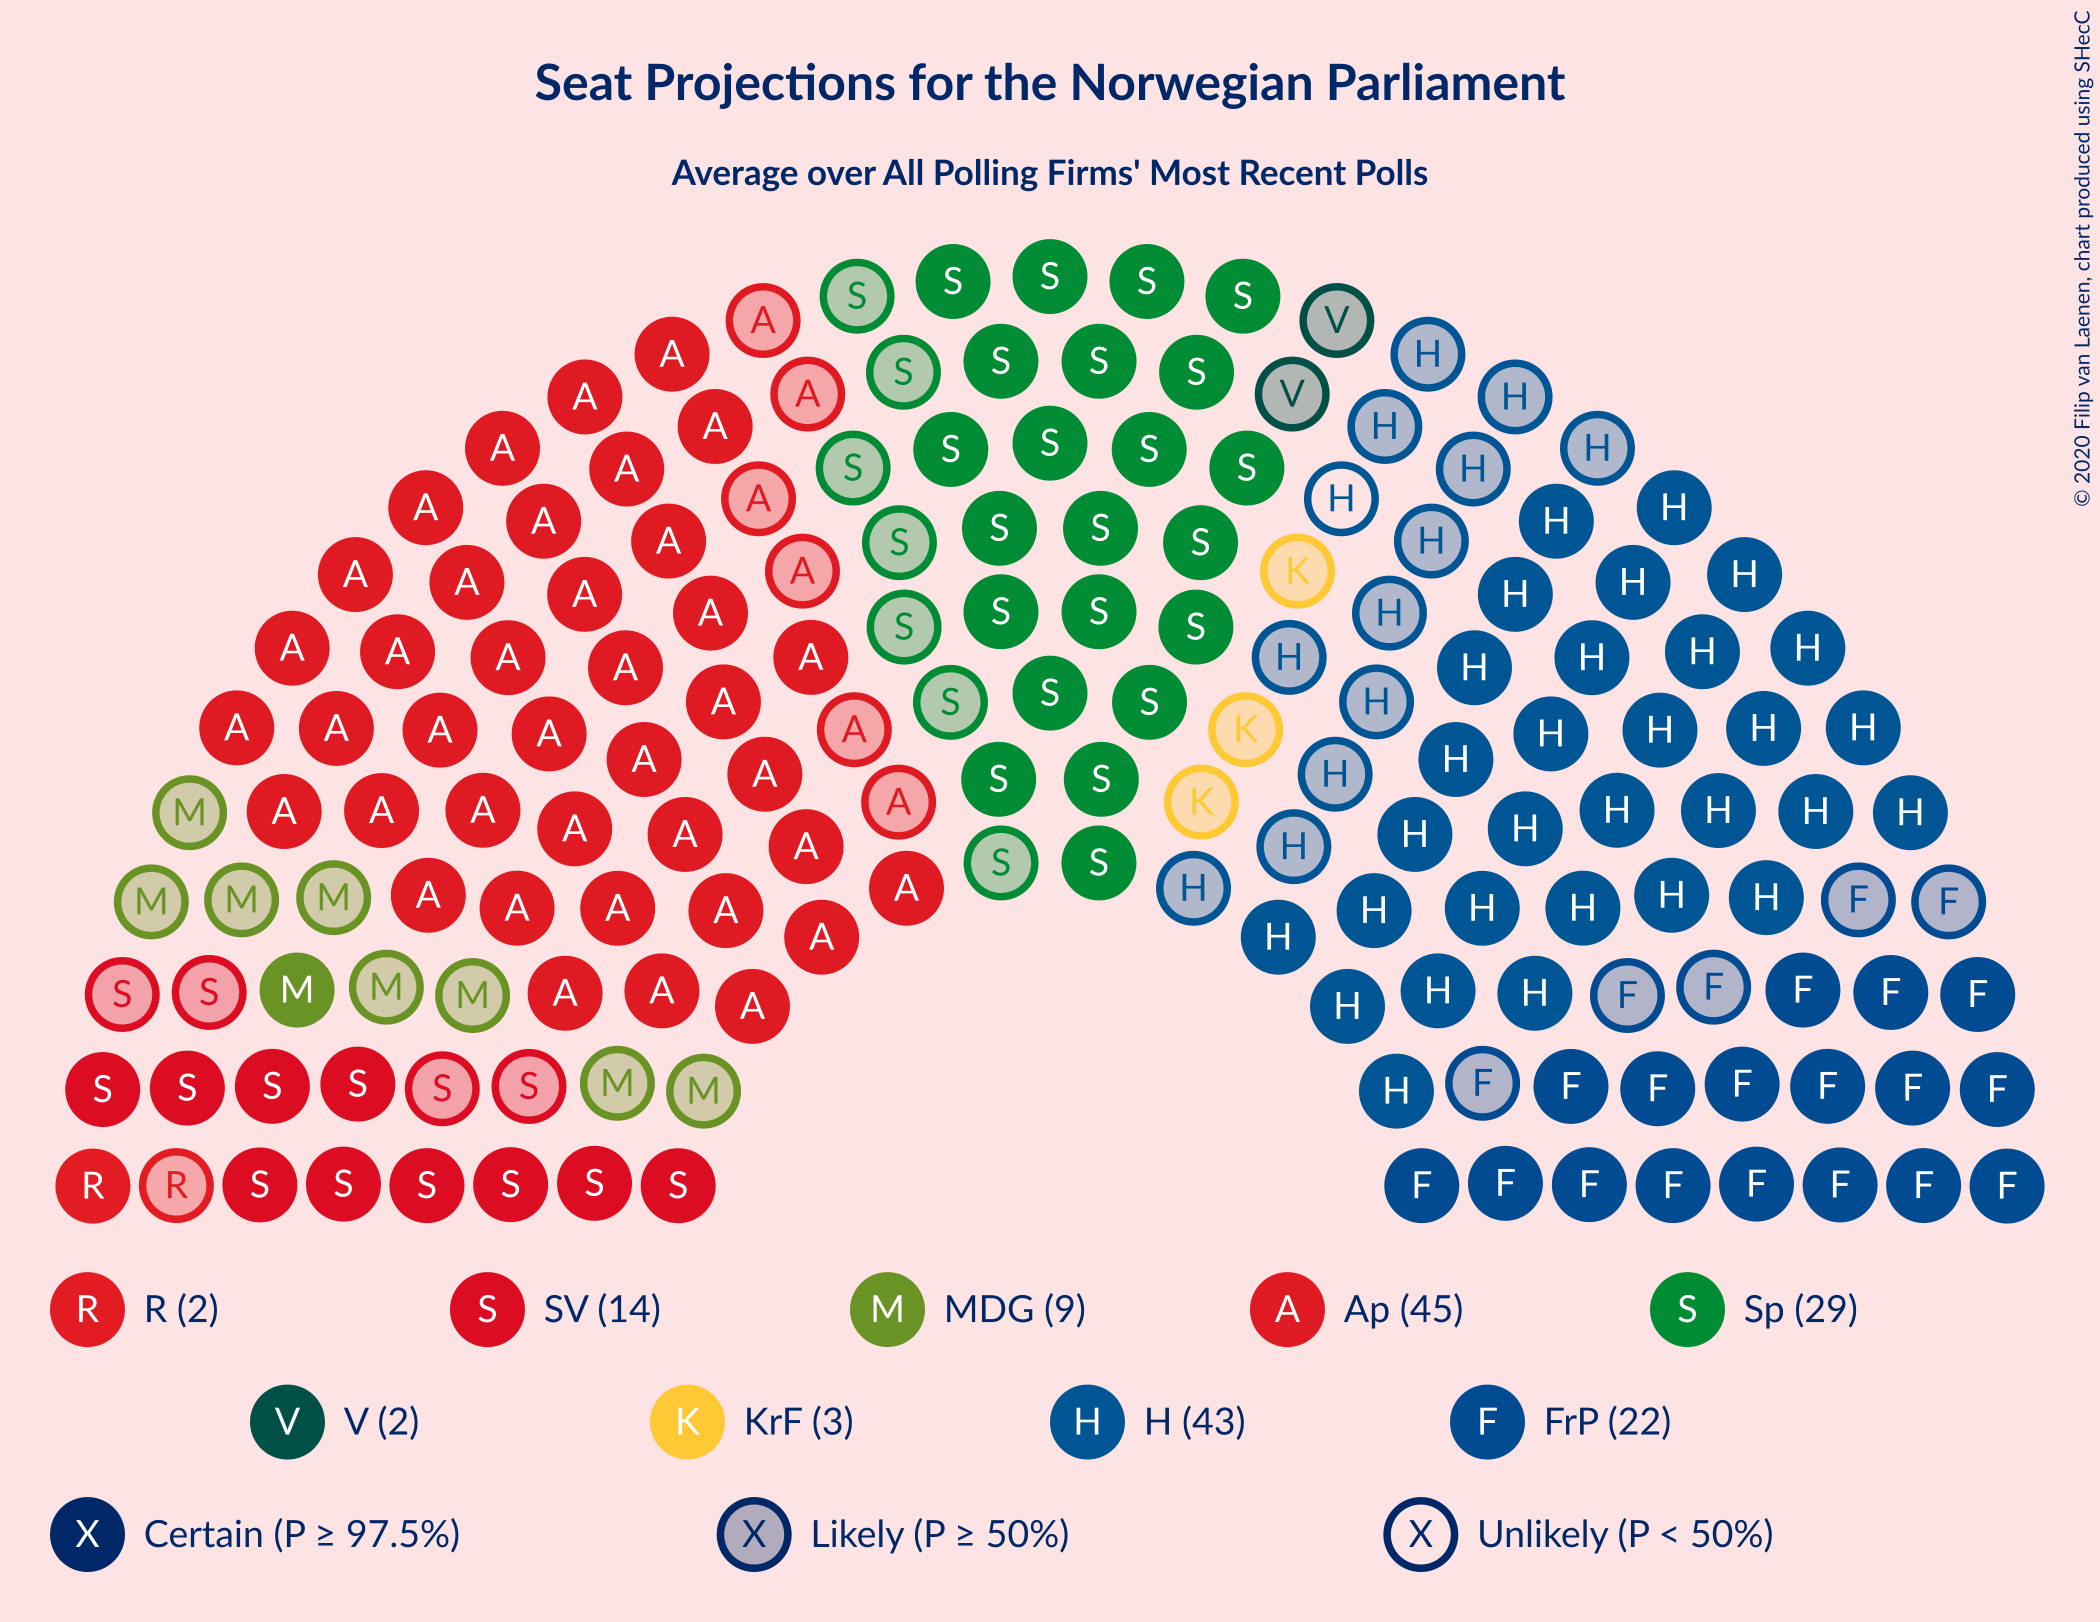 Seat Projections for the Norwegian Parliament
Average over All Polling Firms' Most Recent Polls
© 2020 Filip van Laenen, chart produced using SHecC
S S S S S
A V
A H
S S S S
A H
A V
A H
A H
S S S S S
A H
A H
A H
A H
S S S S
A K
A H
A H
A H
S S S S
A H
A H
A H
A H
R R S S S S S S F F F F F F F F
R R (2) S SV (14) M MDG (9) A Ap (45) S Sp (29)
V V (2) K KrF (3) H H (43) F FrP (22)
X Certain (P ≥ 97.5%) X Likely (P ≥ 50%) X Unlikely (P < 50%)